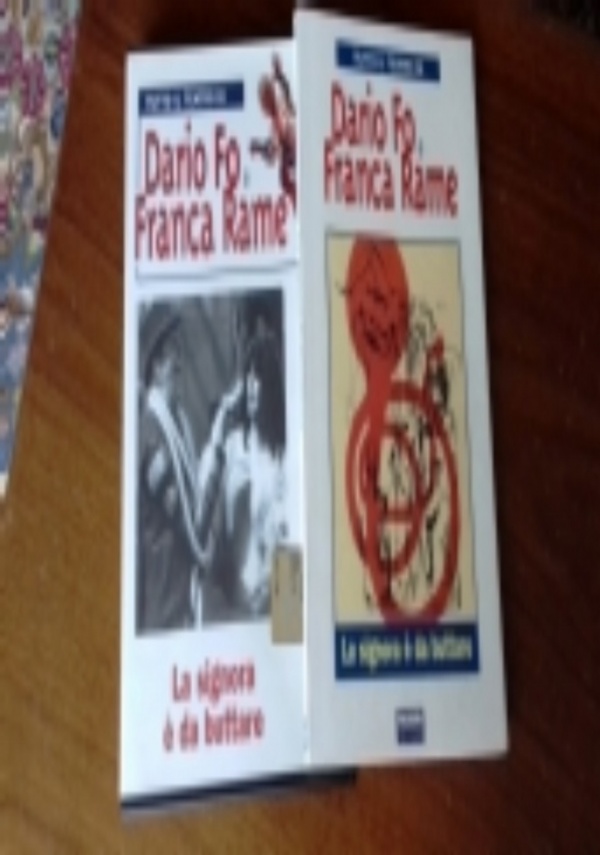 Dario Fo e
Franca Rame
La signora
è da buttare
Dario Fo e
Franca Rame
La signora è da buttare